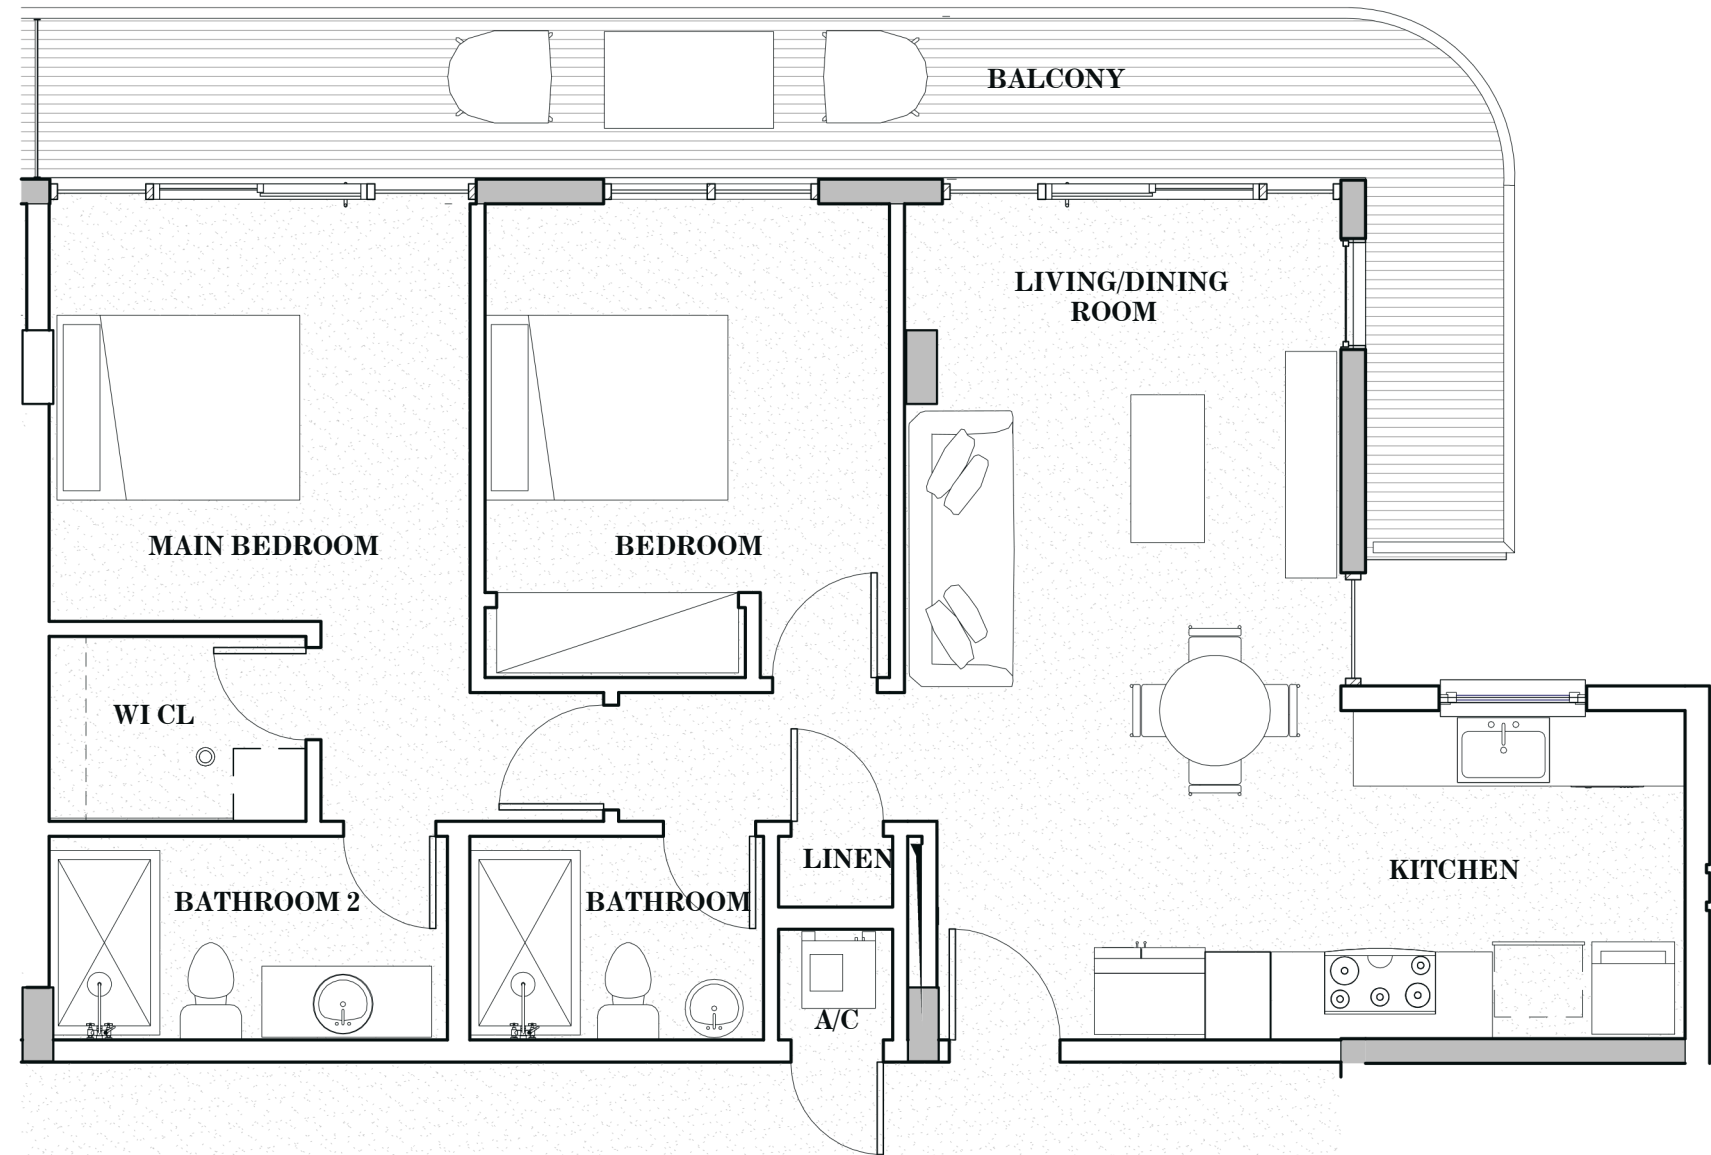 BALCONY
LIVING/DINING
ROOM
MAIN BEDROOM
BEDROOM
WI CL
LINEN
KITCHEN
BATHROOM 2
BATHROOM
A/C